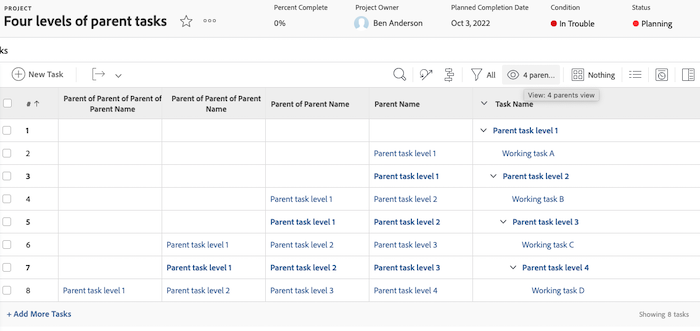 PROJECT
Four levels of parent tasks
Percent Complete
0%
Project Owner
Ben Anderson
Planned Completion Date
Oct 3, 2022
Condition
In Trouble
Status
Planning
ks
New Task
All
4 paren...
Nothing
View: 4 parents view
# ↑
Parent of Parent of Parent of
Parent Name
Parent of Parent of Parent
Name
Parent of Parent Name
Parent Name
Task Name
1
Parent task level 1
2
Parent task level 1
Working task A
3
Parent task level 1
Parent task level 2
4
Parent task level 1
Parent task level 2
Working task B
5
Parent task level 1
Parent task level 2
Parent task level 3
6
Parent task level 1
Parent task level 2
Parent task level 3
Working task C
7
Parent task level 1
Parent task level 2
Parent task level 3
Parent task level 4
8
Parent task level 1
Parent task level 2
Parent task level 3
Parent task level 4
Working task D
+ Add More Tasks
Showing 8 tasks